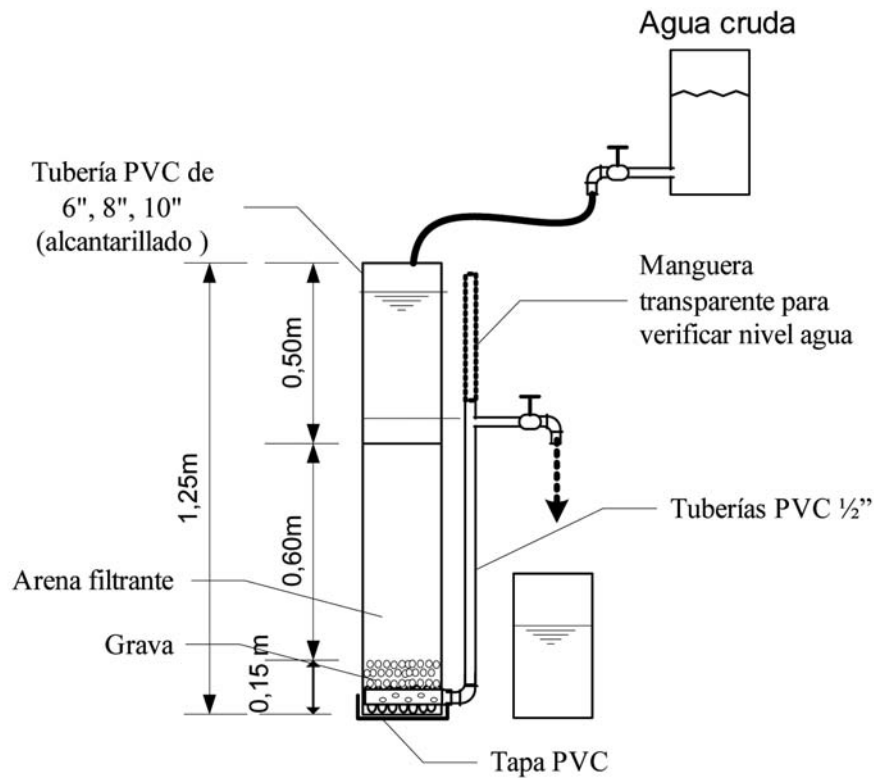 Agua cruda
Tubería PVC de
6", 8", 10"
(alcantarillado )
Manguera
transparente para
verificar nivel agua
0,50m
1,25m
0,60m
Tuberías PVC ½”
Arena filtrante
Grava
0,15 m
Tapa PVC